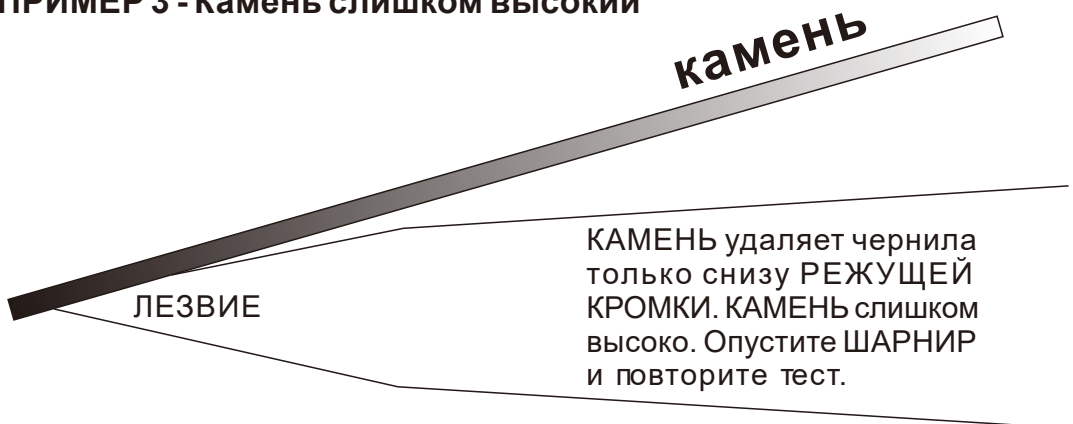 ПРИМЕР 3 - Камень слишком высокий
камень
КАМЕНЬ удаляет чернила
только снизу РЕЖУЩЕЙ
КРОМКИ. КАМЕНЬ слишком
высоко. Опустите ШАРНИР
и повторите тест.
ЛЕЗВИЕ